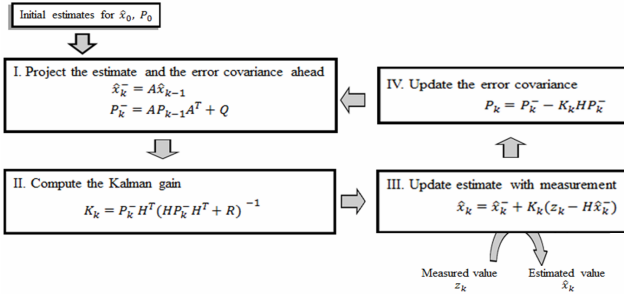 Initial estimates for x̂₀, P₀
I. Project the estimate and the error covariance ahead
x̂ₖ⁻ = Ax̂ₖ₋₁
Pₖ⁻ = APₖ₋₁Aᵀ + Q
II. Compute the Kalman gain
Kₖ = Pₖ⁻Hᵀ(HPₖ⁻Hᵀ + R)⁻¹
III. Update estimate with measurement
x̂ₖ = x̂ₖ⁻ + Kₖ(zₖ − Hx̂ₖ⁻)
Measured value
zₖ
Estimated value
x̂ₖ
IV. Update the error covariance
Pₖ = Pₖ⁻ − KₖHPₖ⁻